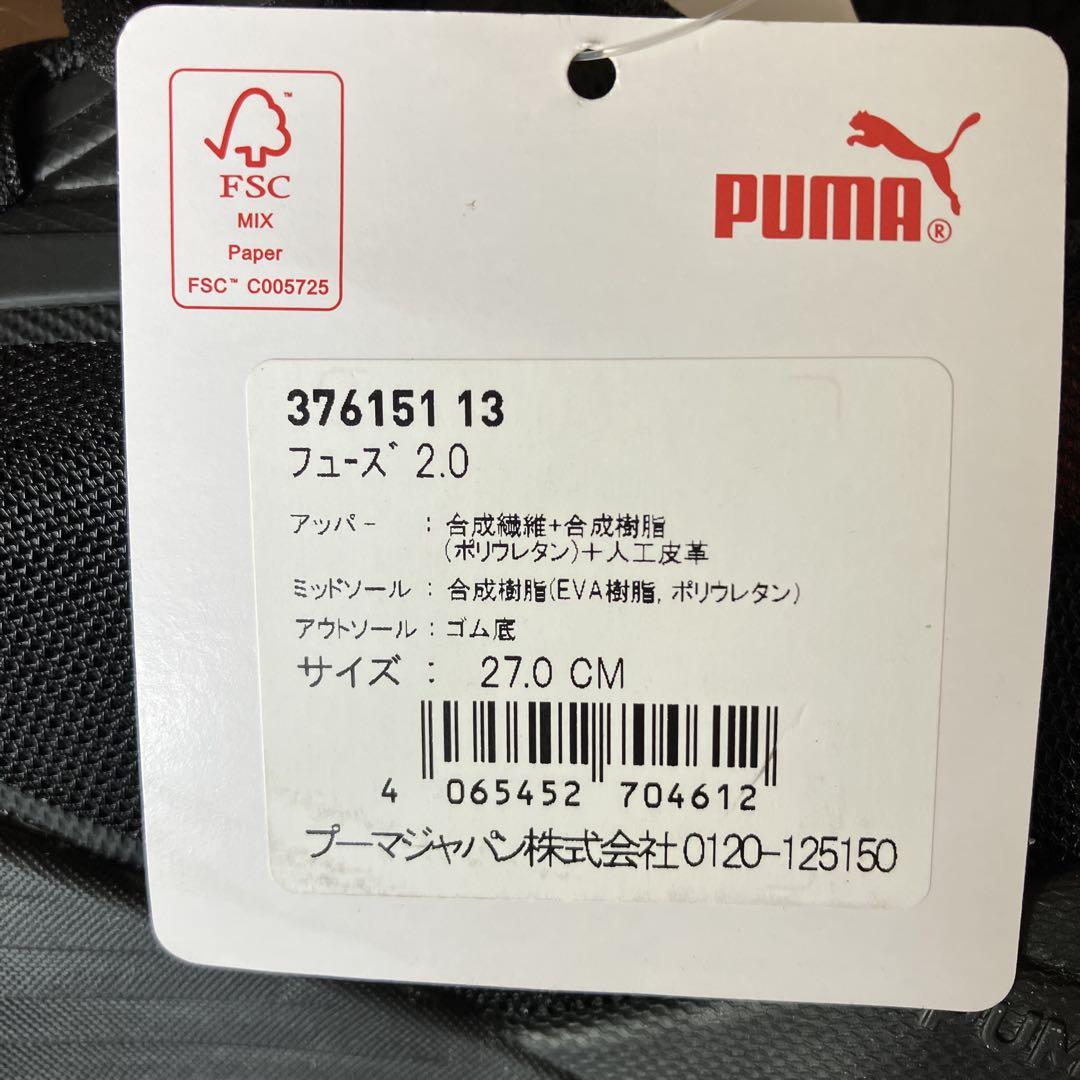 FSC
MIX
Paper
FSC™ C005725
PUMA®
376151 13
フューズ 2.0
アッパー : 合成繊維+合成樹脂
(ポリウレタン)+人工皮革
ミッドソール : 合成樹脂(EVA樹脂, ポリウレタン)
アウトソール : ゴム底
サイズ : 27.0 CM
4 065452 704612
プーマジャパン株式会社0120-125150
PUM